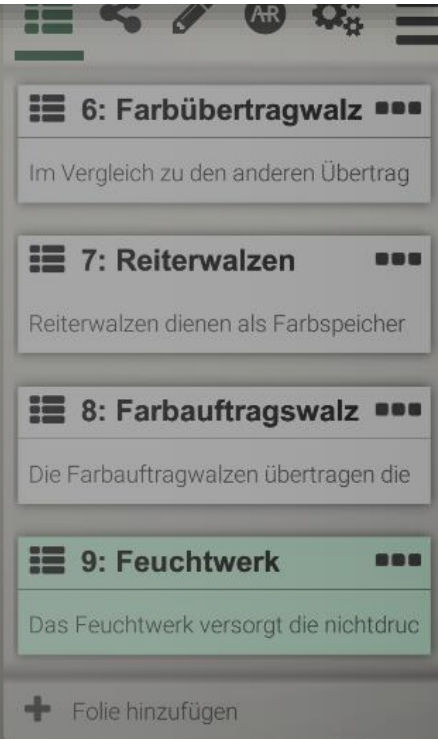 AR
6: Farbübertragwalz
Im Vergleich zu den anderen Übertrag
7: Reiterwalzen
Reiterwalzen dienen als Farbspeicher
8: Farbauftragswalz
Die Farbauftragwalzen übertragen die
9: Feuchtwerk
Das Feuchtwerk versorgt die nichtdruc
Folie hinzufügen